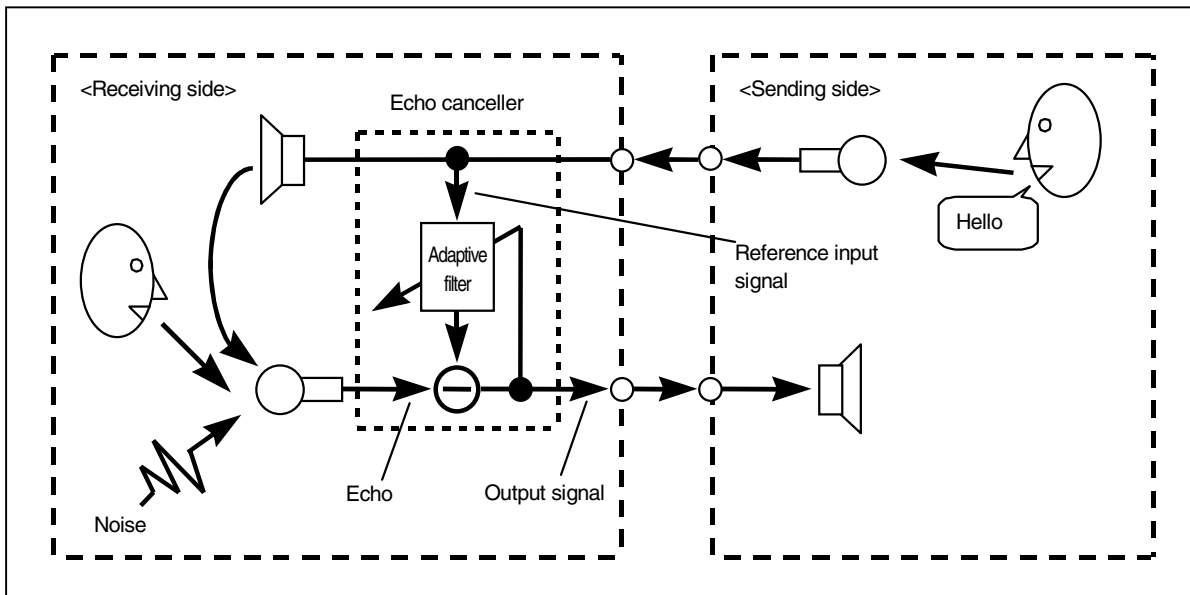 <Receiving side>
<Sending side>
Echo canceller
Hello
Adaptive
filter
Reference input
signal
Echo
Output signal
Noise